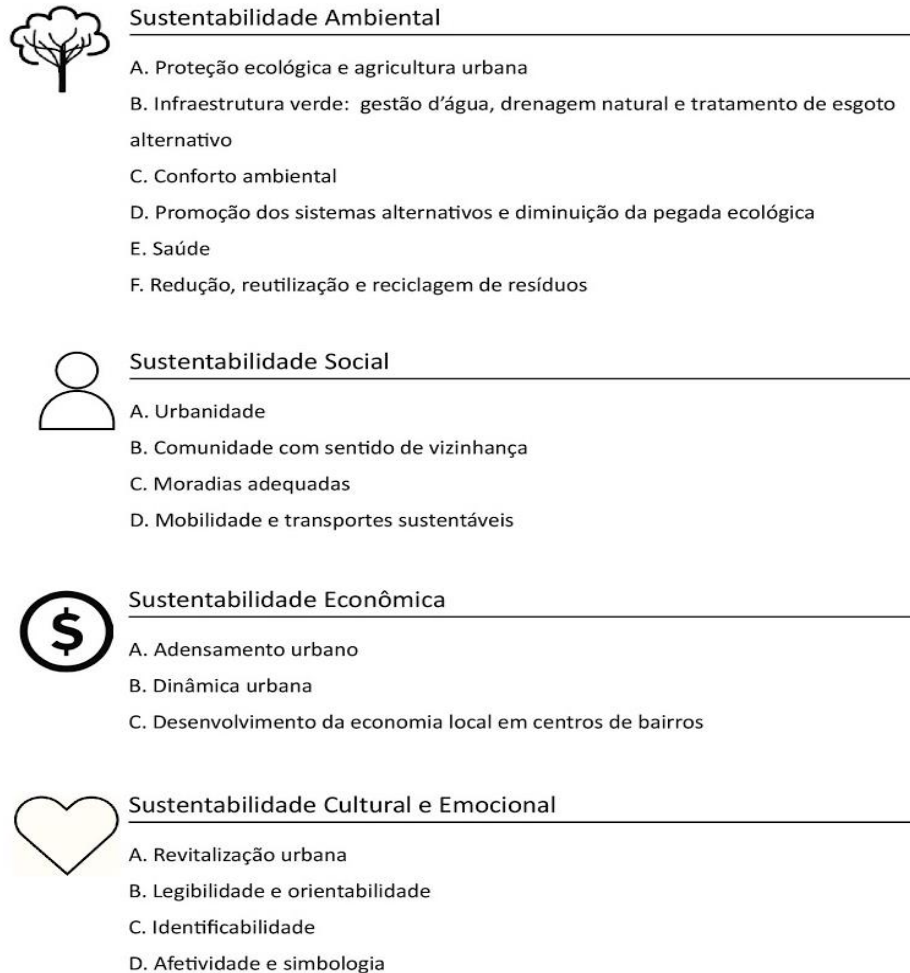 Sustentabilidade Ambiental
A. Proteção ecológica e agricultura urbana
B. Infraestrutura verde: gestão d’água, drenagem natural e tratamento de esgoto
alternativo
C. Conforto ambiental
D. Promoção dos sistemas alternativos e diminuição da pegada ecológica
E. Saúde
F. Redução, reutilização e reciclagem de resíduos
Sustentabilidade Social
A. Urbanidade
B. Comunidade com sentido de vizinhança
C. Moradias adequadas
D. Mobilidade e transportes sustentáveis
$
Sustentabilidade Econômica
A. Adensamento urbano
B. Dinâmica urbana
C. Desenvolvimento da economia local em centros de bairros
Sustentabilidade Cultural e Emocional
A. Revitalização urbana
B. Legibilidade e orientabilidade
C. Identificabilidade
D. Afetividade e simbologia